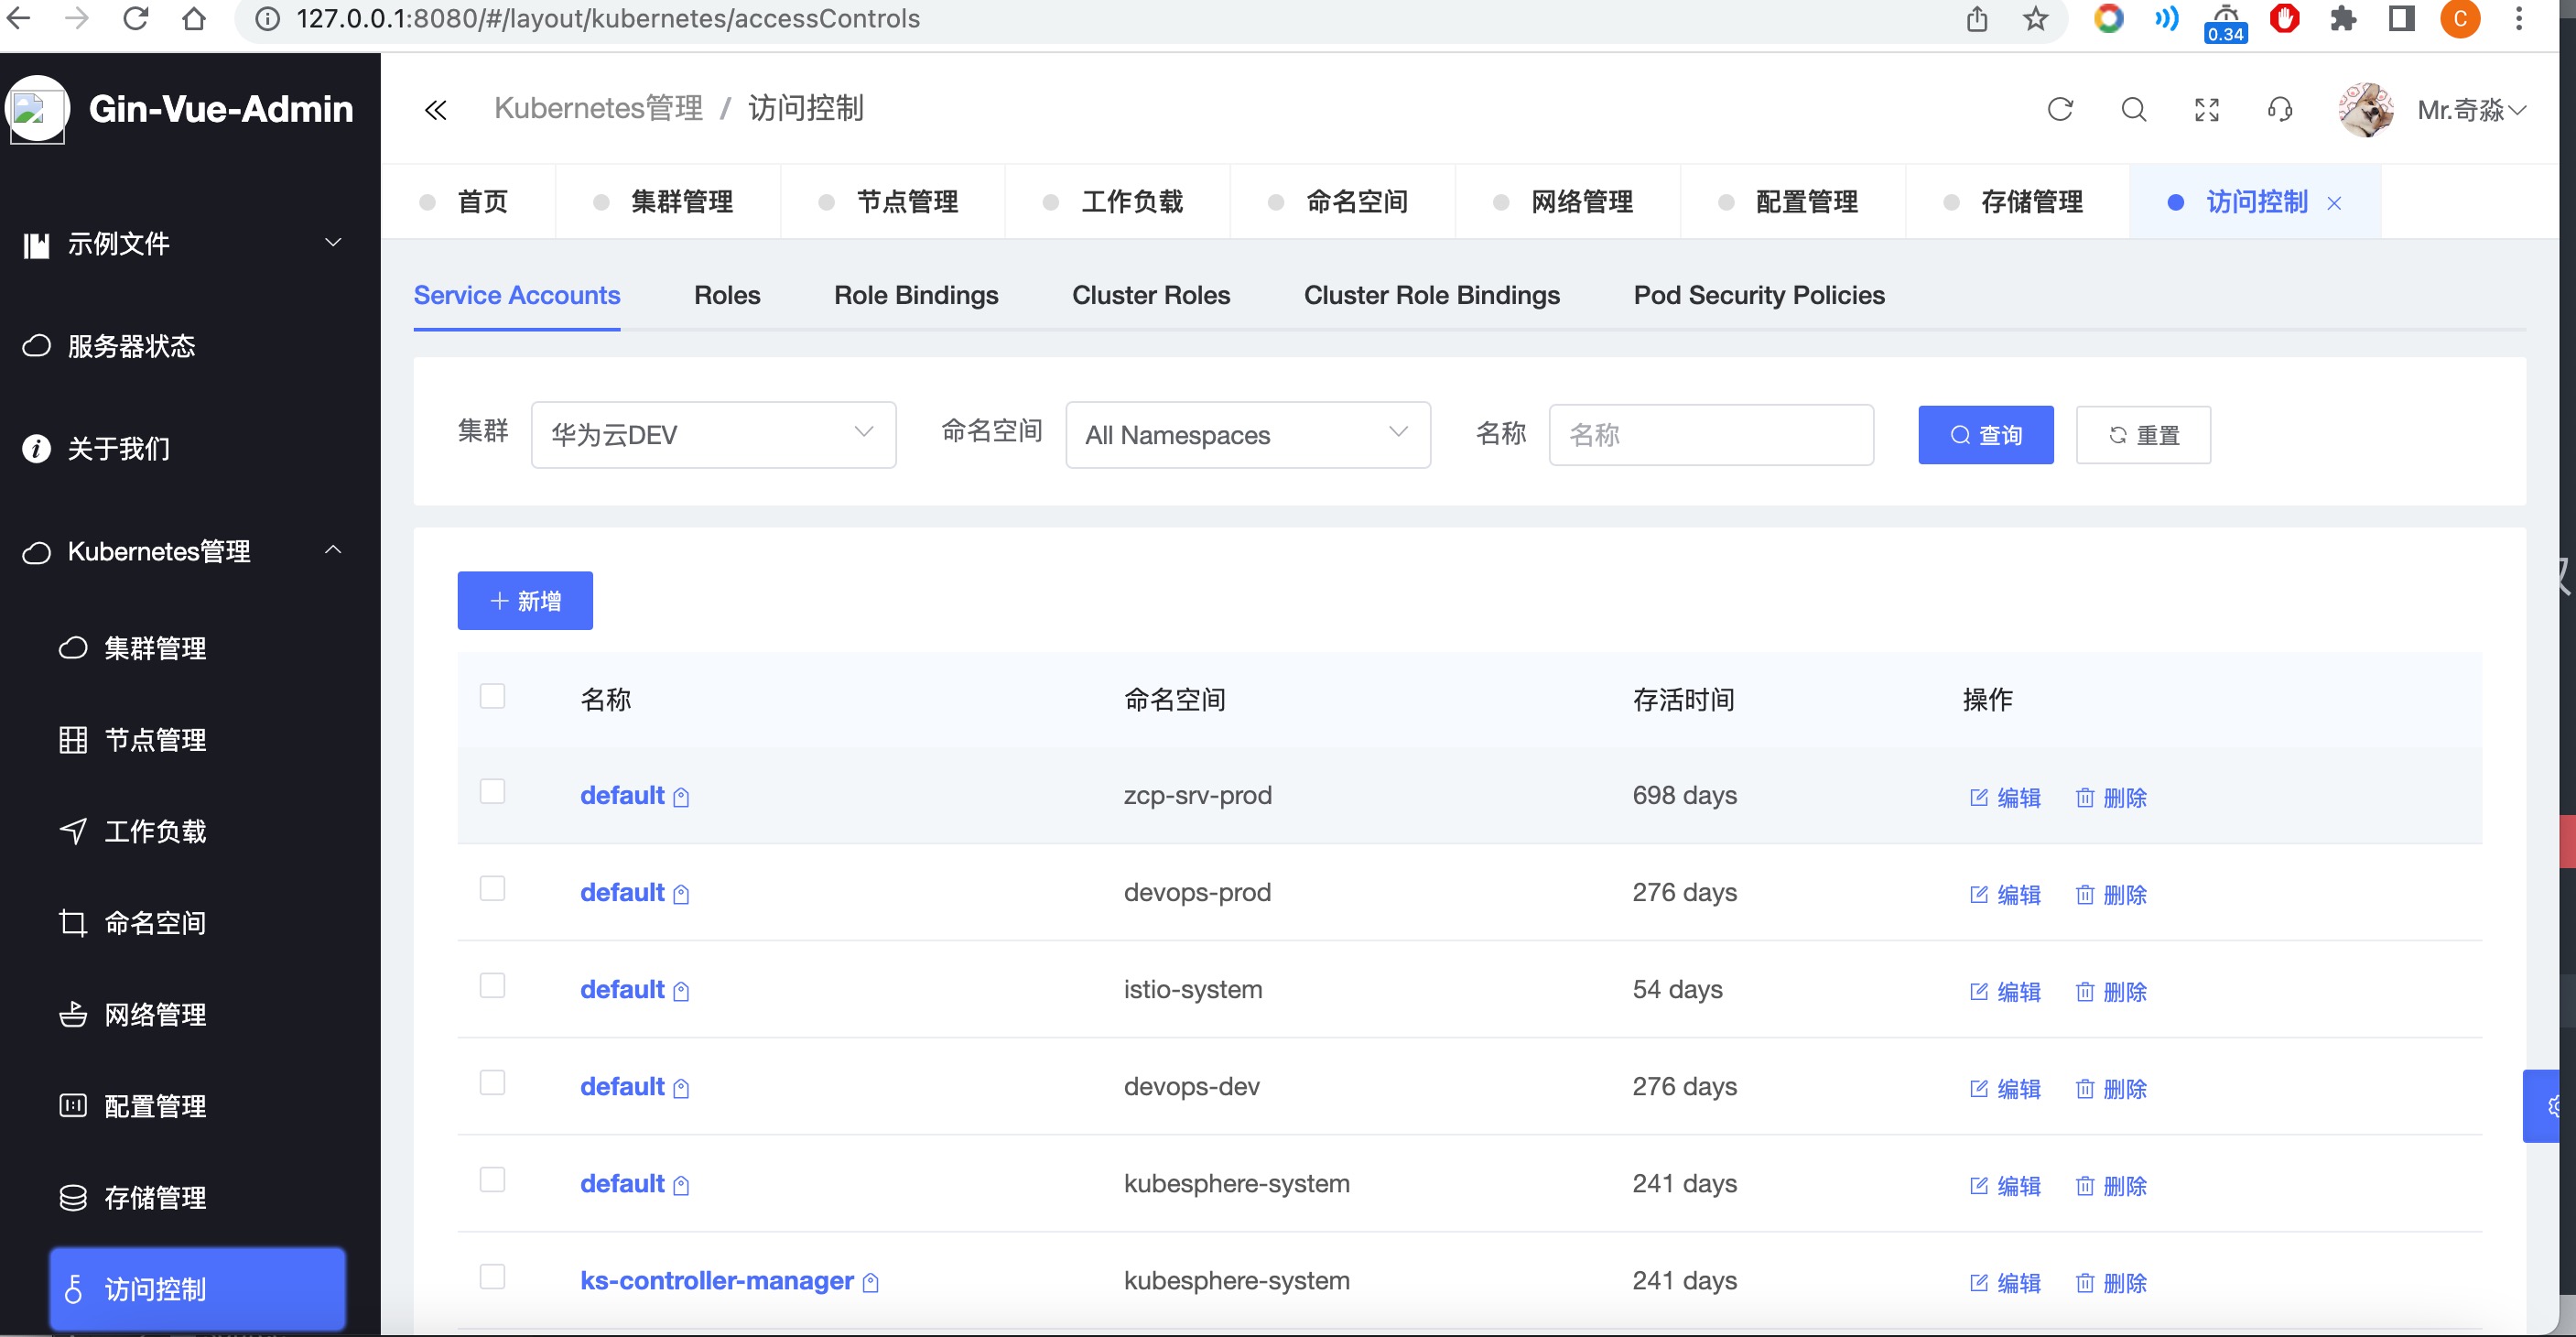 127.0.0.1:8080/#/layout/kubernetes/accessControls
0.34
C
Gin-Vue-Admin
Kubernetes管理 / 访问控制
Mr.奇淼
首页
集群管理
节点管理
工作负载
命名空间
网络管理
配置管理
存储管理
访问控制
示例文件
服务器状态
关于我们
Kubernetes管理
集群管理
节点管理
工作负载
命名空间
网络管理
配置管理
存储管理
访问控制
Service Accounts
Roles
Role Bindings
Cluster Roles
Cluster Role Bindings
Pod Security Policies
集群 华为云DEV 命名空间 All Namespaces 名称 名称 查询 重置
新增
名称 命名空间 存活时间 操作
default zcp-srv-prod 698 days 编辑 删除
default devops-prod 276 days 编辑 删除
default istio-system 54 days 编辑 删除
default devops-dev 276 days 编辑 删除
default kubesphere-system 241 days 编辑 删除
ks-controller-manager kubesphere-system 241 days 编辑 删除